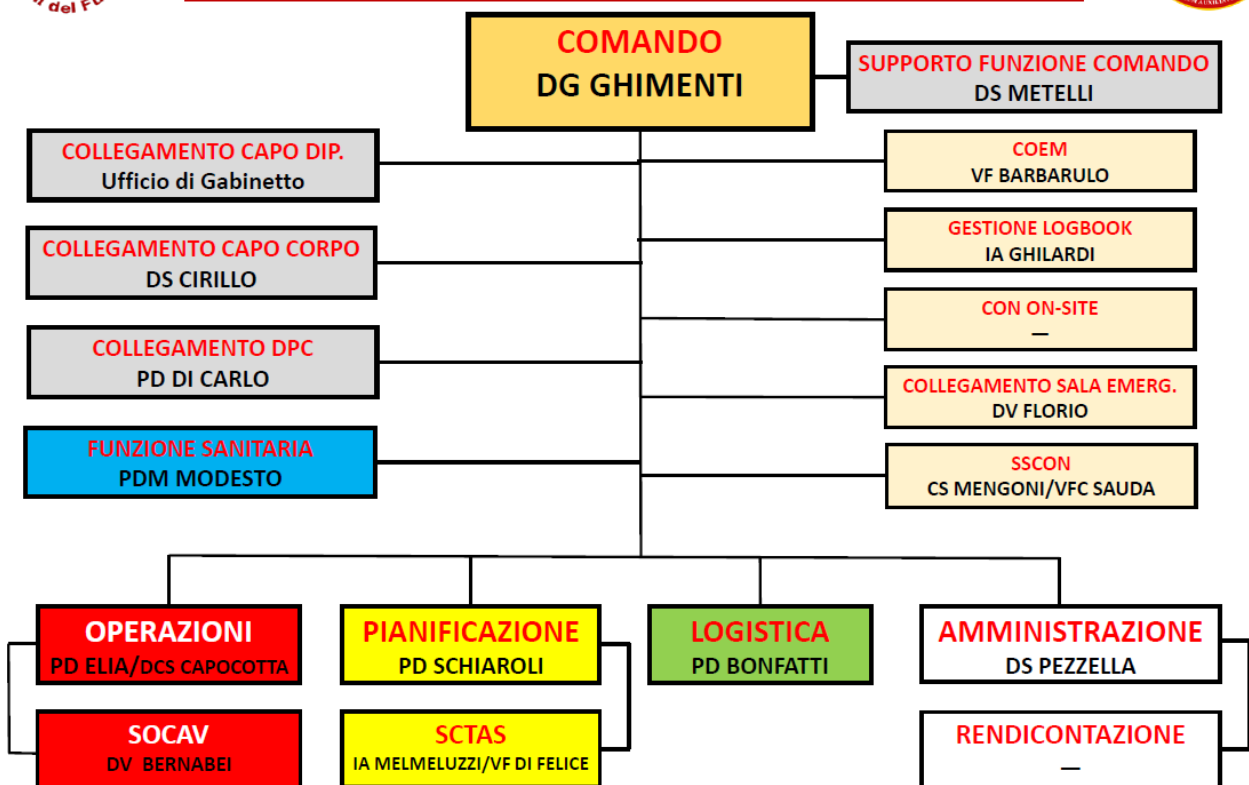 del Fu
COMANDO
DG GHIMENTI
SUPPORTO FUNZIONE COMANDO
DS METELLI
COLLEGAMENTO CAPO DIP.
Ufficio di Gabinetto
COEM
VF BARBARULO
COLLEGAMENTO CAPO CORPO
DS CIRILLO
GESTIONE LOGBOOK
IA GHILARDI
CON ON-SITE
—
COLLEGAMENTO DPC
PD DI CARLO
COLLEGAMENTO SALA EMERG.
DV FLORIO
FUNZIONE SANITARIA
PDM MODESTO
SSCON
CS MENGONI/VFC SAUDA
OPERAZIONI
PD ELIA/DCS CAPOCOTTA
PIANIFICAZIONE
PD SCHIAROLI
LOGISTICA
PD BONFATTI
AMMINISTRAZIONE
DS PEZZELLA
SOCAV
DV BERNABEI
SCTAS
IA MELMELUZZI/VF DI FELICE
RENDICONTAZIONE
—